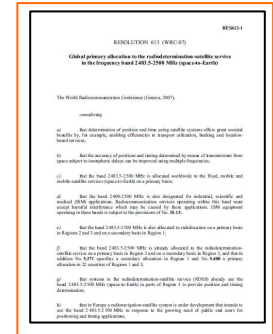 RES613-1
RESOLUTION 613 (WRC-07)
Global primary allocation to the radiodetermination-satellite service
in the frequency band 2 483.5-2 500 MHz (space-to-Earth)
The World Radiocommunication Conference (Geneva, 2007),
considering
a) that determination of position and time using satellite systems offers great societal
benefits by, for example, enabling efficiencies in transport utilization, banking and location-
based services;
b) that the accuracy of position and timing determined by means of transmissions from
space subject to ionospheric delays can be improved using multiple frequencies;
c) that the band 2 483.5-2 500 MHz is allocated worldwide to the fixed, mobile and
mobile-satellite services (space-to-Earth) on a primary basis;
d) that the band 2 400-2 500 MHz is also designated for industrial, scientific and
medical (ISM) applications. Radiocommunication services operating within this band must
accept harmful interference which may be caused by these applications. ISM equipment
operating in these bands is subject to the provisions of No. 15.13;
e) that the band 2 483.5-2 500 MHz is also allocated to radiolocation on a primary basis
in Regions 2 and 3 and on a secondary basis in Region 1;
f) that the band 2 483.5-2 500 MHz is already allocated to the radiodetermination-
satellite service on a primary basis in Region 2 and on a secondary basis in Region 3, and that in
addition No. 5.371 specifies a secondary allocation in Region 1 and No. 5.400 a primary
allocation in 22 countries of Region 1 and 3;
g) that systems in the radiodetermination-satellite service (RDSS) already use the
band 2 483.5-2 500 MHz (space-to-Earth) in parts of Region 3 to provide position and timing
determination;
h) that in Europe a radionavigation-satellite system is under development that intends to
use the band 2 483.5-2 500 MHz in response to the growing need of public end users for
positioning and timing applications,